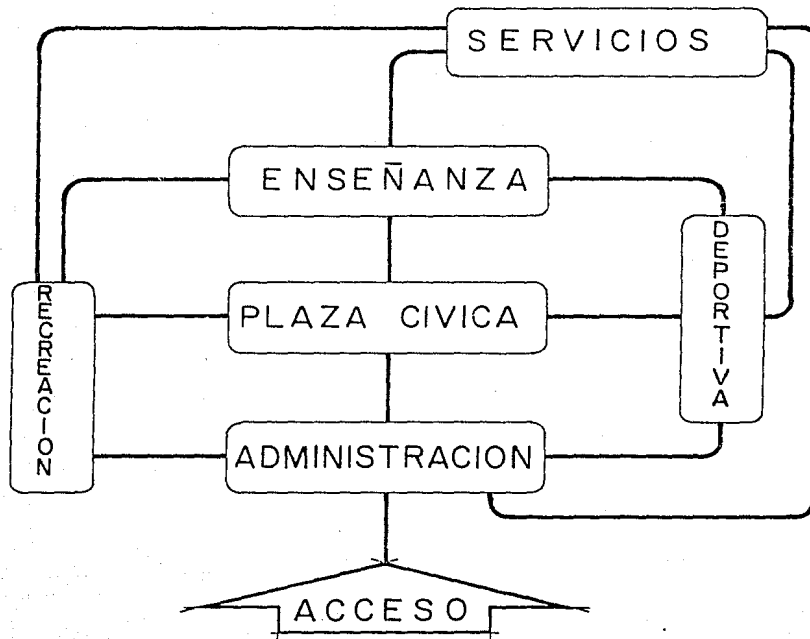 SERVICIOS
ENSEÑANZA
DEPORTIVA
RECREACION
PLAZA CIVICA
ADMINISTRACION
ACCESO